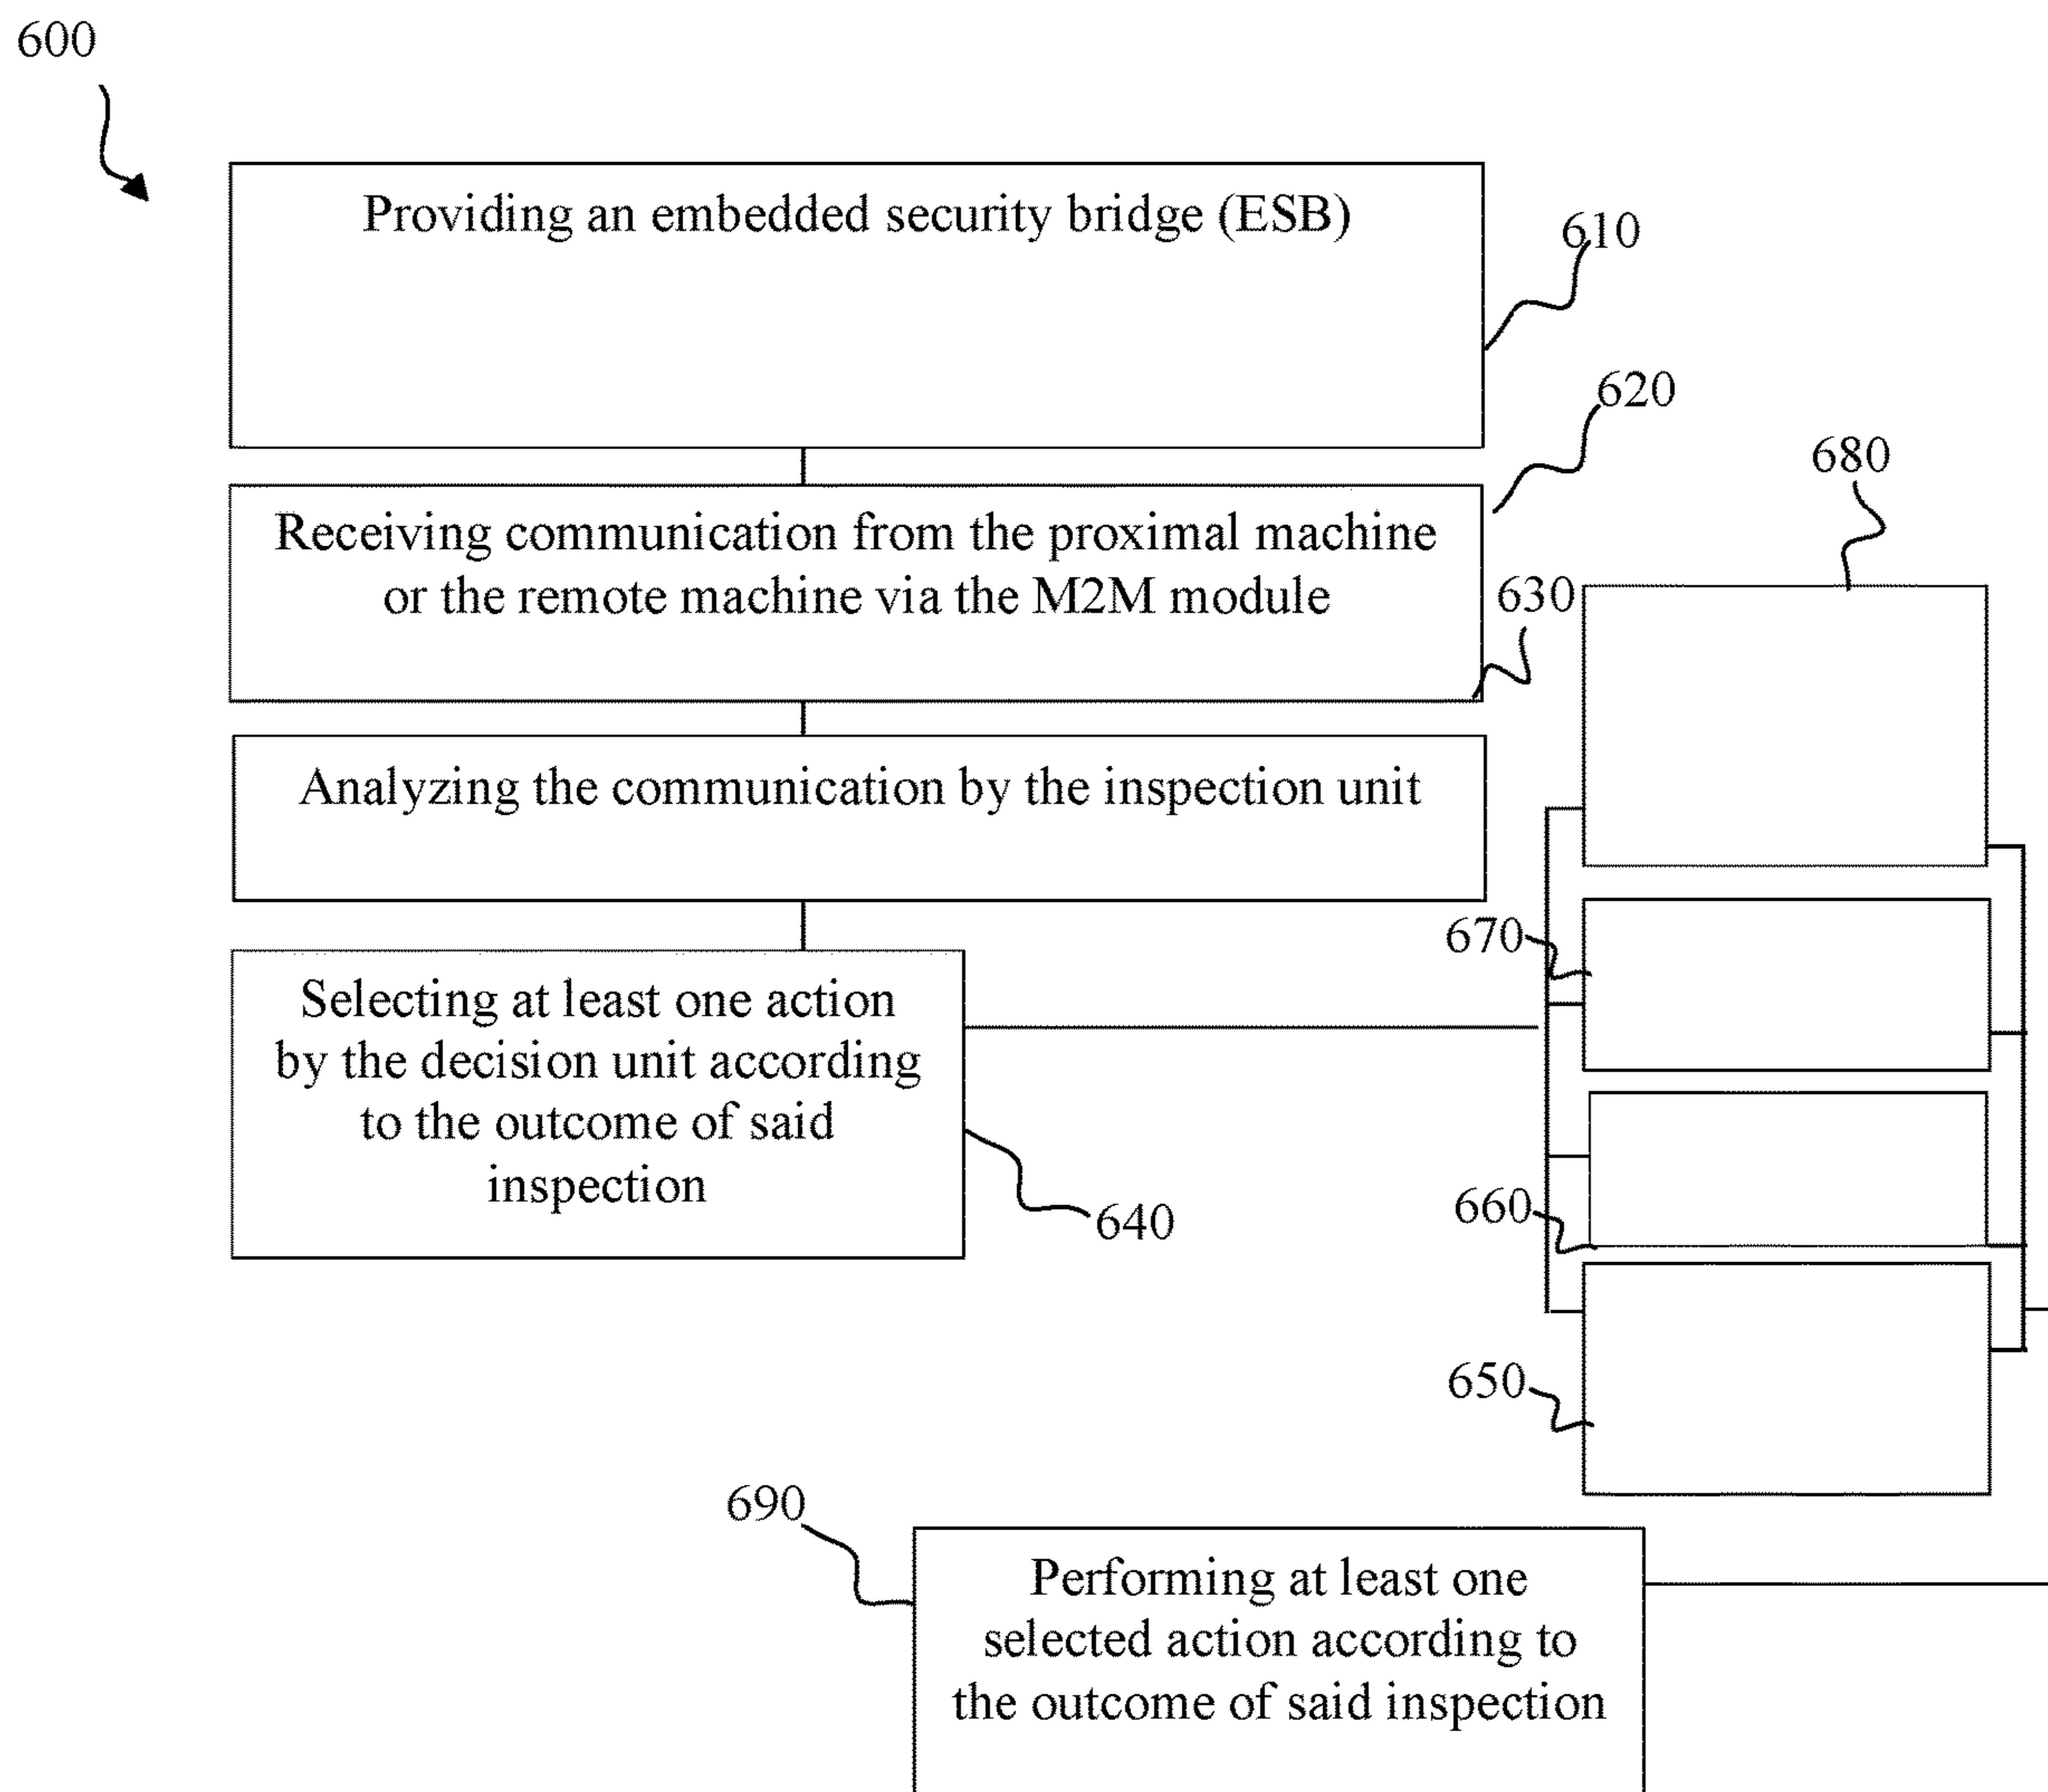 600
Providing an embedded security bridge (ESB)
610
620
Receiving communication from the proximal machine
or the remote machine via the M2M module
630
680
Analyzing the communication by the inspection unit
670
Selecting at least one action
by the decision unit according
to the outcome of said
inspection
640
660
650
690
Performing at least one
selected action according to
the outcome of said inspection